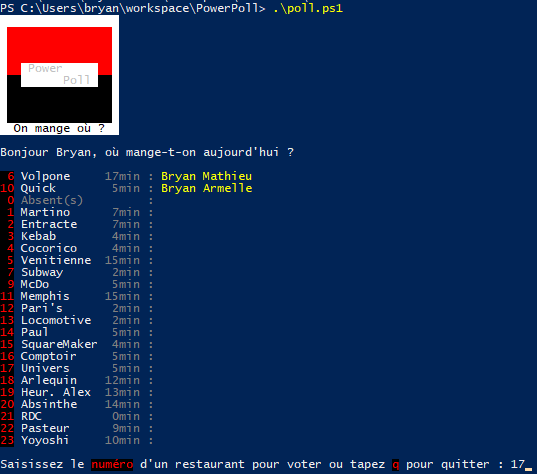 PS C:\Users\bryan\workspace\PowerPoll> .\poll.ps1
Power
Poll
On mange où ?
Bonjour Bryan, où mange-t-on aujourd'hui ?
6 Volpone 17min : Bryan Mathieu
10 Quick 5min : Bryan Armelle
0 Absent(s) :
1 Martino 7min :
2 Entracte 7min :
3 Kebab 4min :
4 Cocorico 4min :
5 Venitienne 15min :
7 Subway 2min :
9 McDo 5min :
11 Memphis 15min :
12 Pari's 2min :
13 Locomotive 2min :
14 Paul 5min :
15 SquareMaker 4min :
16 Comptoir 5min :
17 Univers 5min :
18 Arlequin 12min :
19 Heur. Alex 13min :
20 Absinthe 14min :
21 RDC 0min :
22 Pasteur 9min :
23 Yoyoshi 10min :
Saisissez le numéro d'un restaurant pour voter ou tapez q pour quitter : 17_